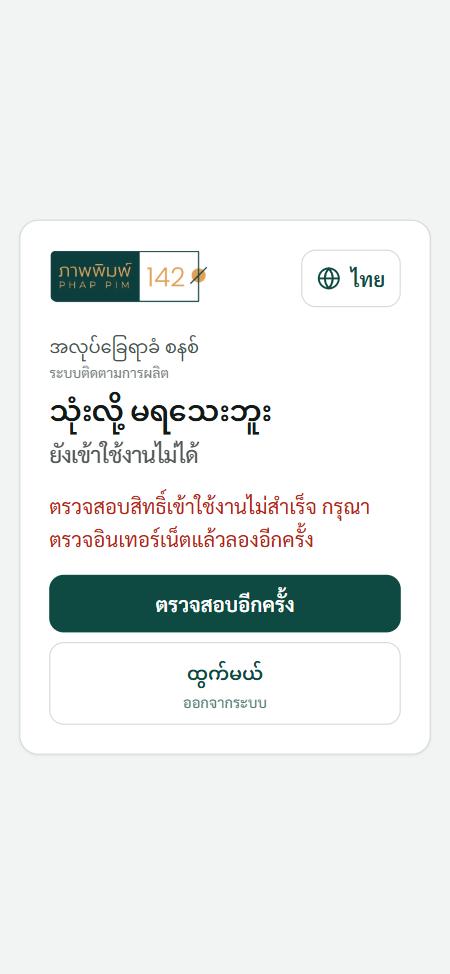 ภาพพิมพ์
PHAP PIM
142
ไทย
အလုပ်ခြေရာခံ စနစ်
ระบบติดตามการผลิต
သုံးလို့ မရသေးဘူး
ยังเข้าใช้งานไม่ได้
ตรวจสอบสิทธิ์เข้าใช้งานไม่สำเร็จ กรุณา
ตรวจอินเทอร์เน็ตแล้วลองอีกครั้ง
ตรวจสอบอีกครั้ง
ထွက်မယ်
ออกจากระบบ